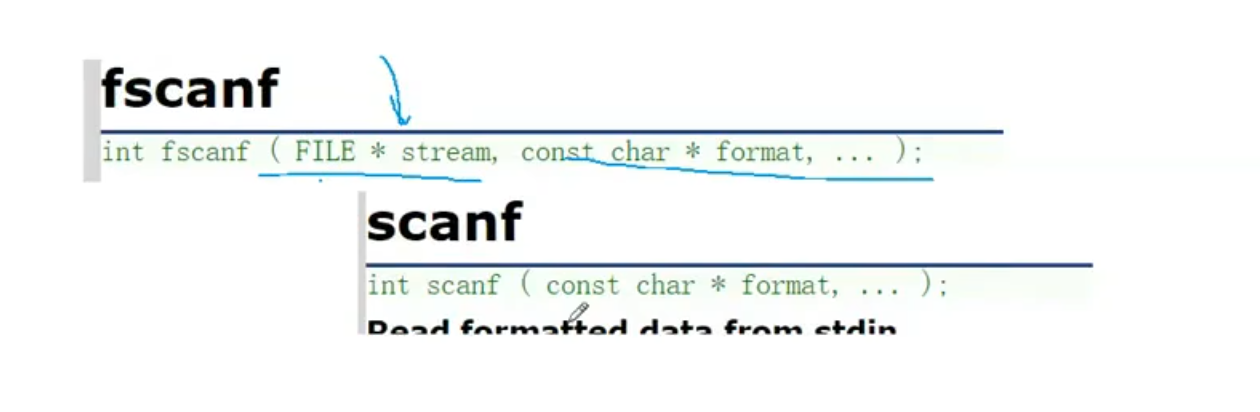 fscanf
int fscanf ( FILE * stream, const char * format, ... );
scanf
int scanf ( const char * format, ... );
Read formatted data from stdin